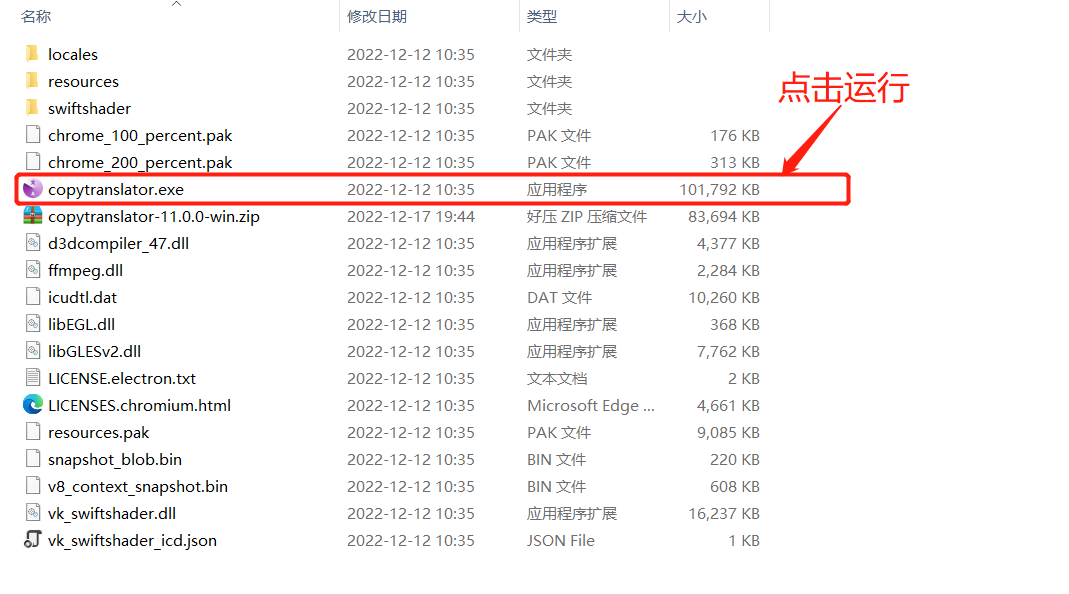 名称 修改日期 类型 大小
locales 2022-12-12 10:35 文件夹
点击运行
resources 2022-12-12 10:35 文件夹
swiftshader 2022-12-12 10:35 文件夹
chrome_100_percent.pak 2022-12-12 10:35 PAK 文件 176 KB
chrome_200_percent.pak 2022-12-12 10:35 PAK 文件 313 KB
copytranslator.exe 2022-12-12 10:35 应用程序 101,792 KB
copytranslator-11.0.0-win.zip 2022-12-17 19:44 好压 ZIP 压缩文件 83,694 KB
d3dcompiler_47.dll 2022-12-12 10:35 应用程序扩展 4,377 KB
ffmpeg.dll 2022-12-12 10:35 应用程序扩展 2,284 KB
icudtl.dat 2022-12-12 10:35 DAT 文件 10,260 KB
libEGL.dll 2022-12-12 10:35 应用程序扩展 368 KB
libGLESv2.dll 2022-12-12 10:35 应用程序扩展 7,762 KB
LICENSE.electron.txt 2022-12-12 10:35 文本文档 2 KB
LICENSES.chromium.html 2022-12-12 10:35 Microsoft Edge ... 4,661 KB
resources.pak 2022-12-12 10:35 PAK 文件 9,085 KB
snapshot_blob.bin 2022-12-12 10:35 BIN 文件 220 KB
v8_context_snapshot.bin 2022-12-12 10:35 BIN 文件 608 KB
vk_swiftshader.dll 2022-12-12 10:35 应用程序扩展 16,237 KB
vk_swiftshader_icd.json 2022-12-12 10:35 JSON File 1 KB